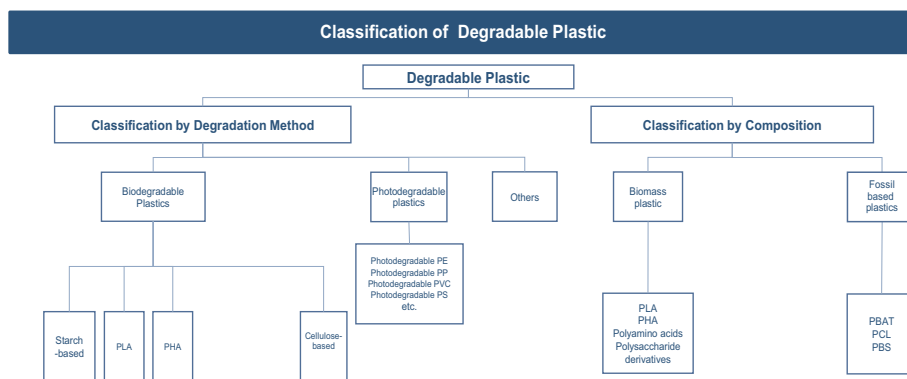 Classification of Degradable Plastic
Degradable Plastic
Classification by Degradation Method
Classification by Composition
Biodegradable
Plastics
Photodegradable
plastics
Others
Biomass
plastic
Fossil
based
plastics
Photodegradable PE
Photodegradable PP
Photodegradable PVC
Photodegradable PS
etc.
Starch
-based
PLA
PHA
Cellulose-
based
PLA
PHA
Polyamino acids
Polysaccharide
derivatives
PBAT
PCL
PBS